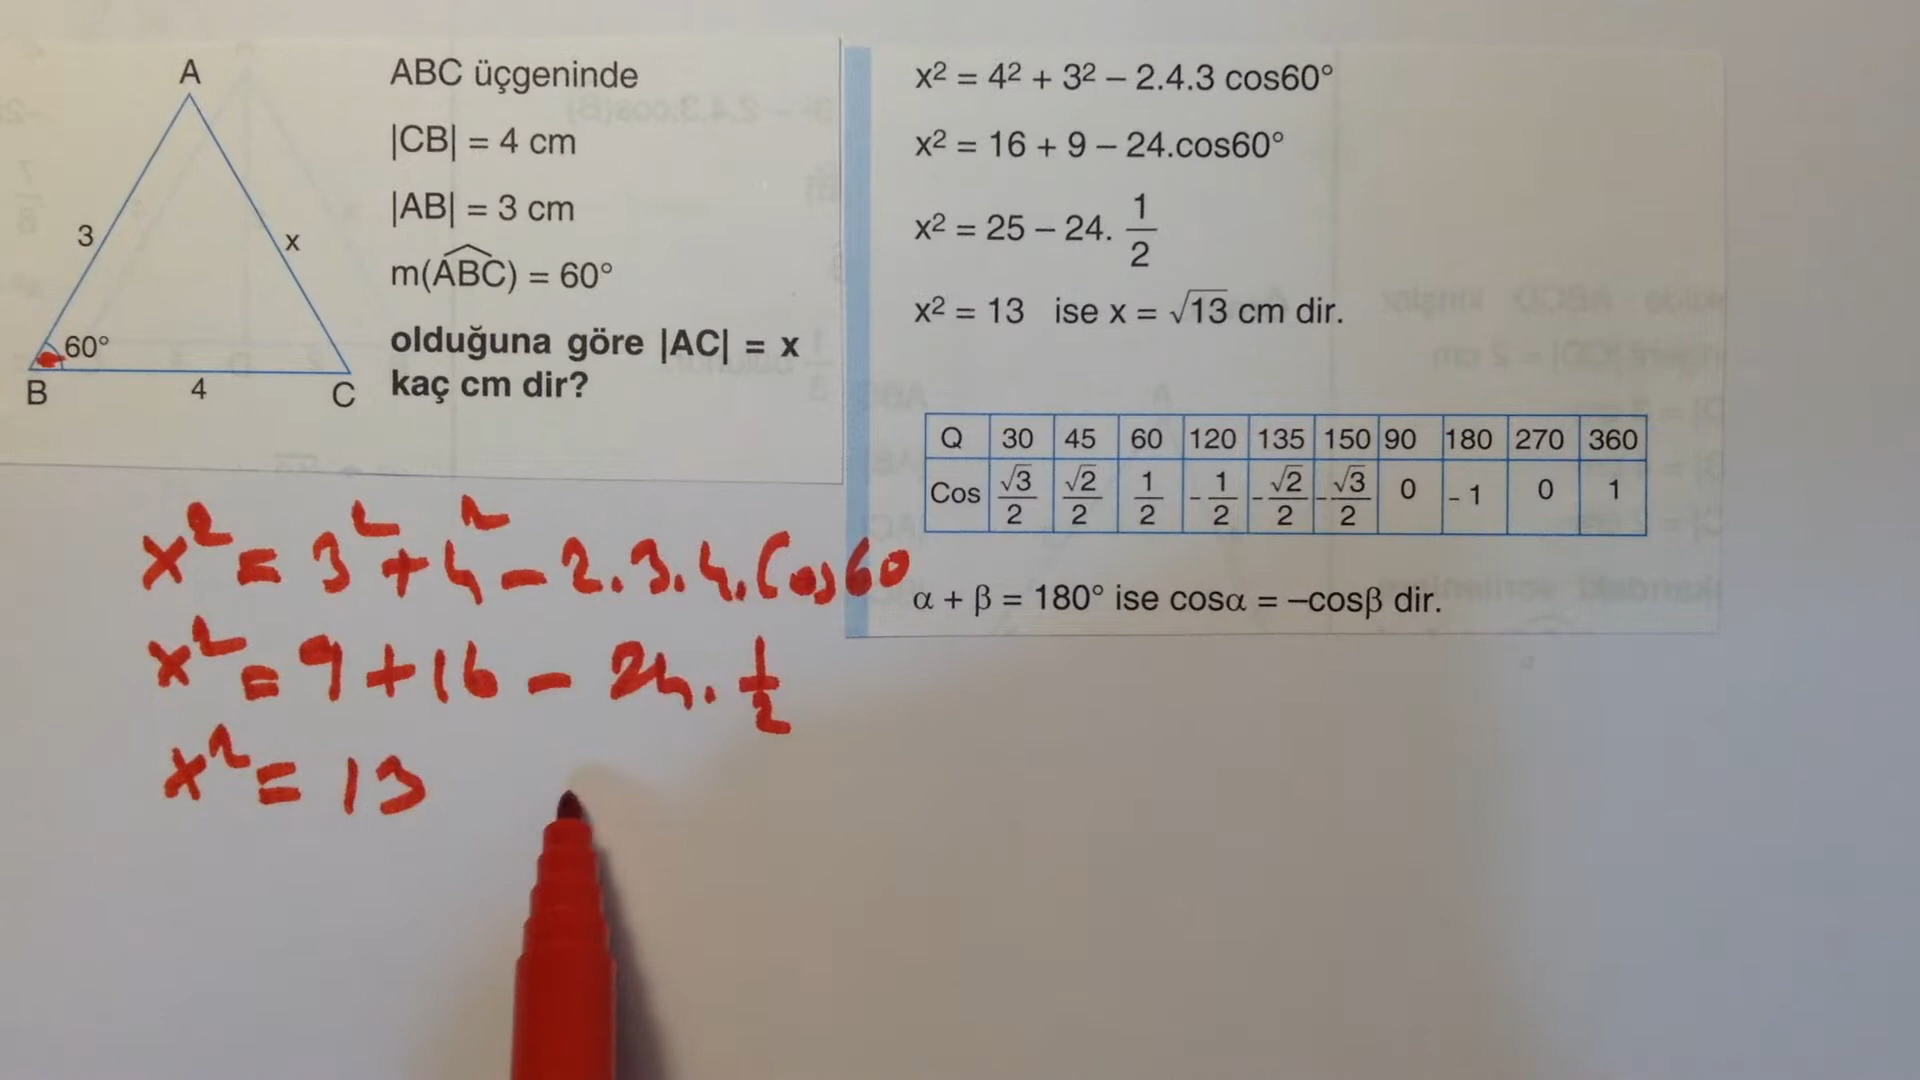 A
3
x
60°
B
4
C
ABC üçgeninde
|CB| = 4 cm
|AB| = 3 cm
m(ABC) = 60°
olduğuna göre |AC| = x
kaç cm dir?
x² = 4² + 3² – 2.4.3 cos60°
x² = 16 + 9 – 24.cos60°
x² = 25 – 24. 1/2
x² = 13 ise x = √13 cm dir.
Q 30 45 60 120 135 150 90 180 270 360
Cos √3/2 √2/2 1/2 -1/2 -√2/2 -√3/2 0 -1 0 1
α + β = 180° ise cosα = –cosβ dir.
x² = 3² + 4² – 2.3.4.Cos60
x² = 9 + 16 – 24. 1/2
x² = 13